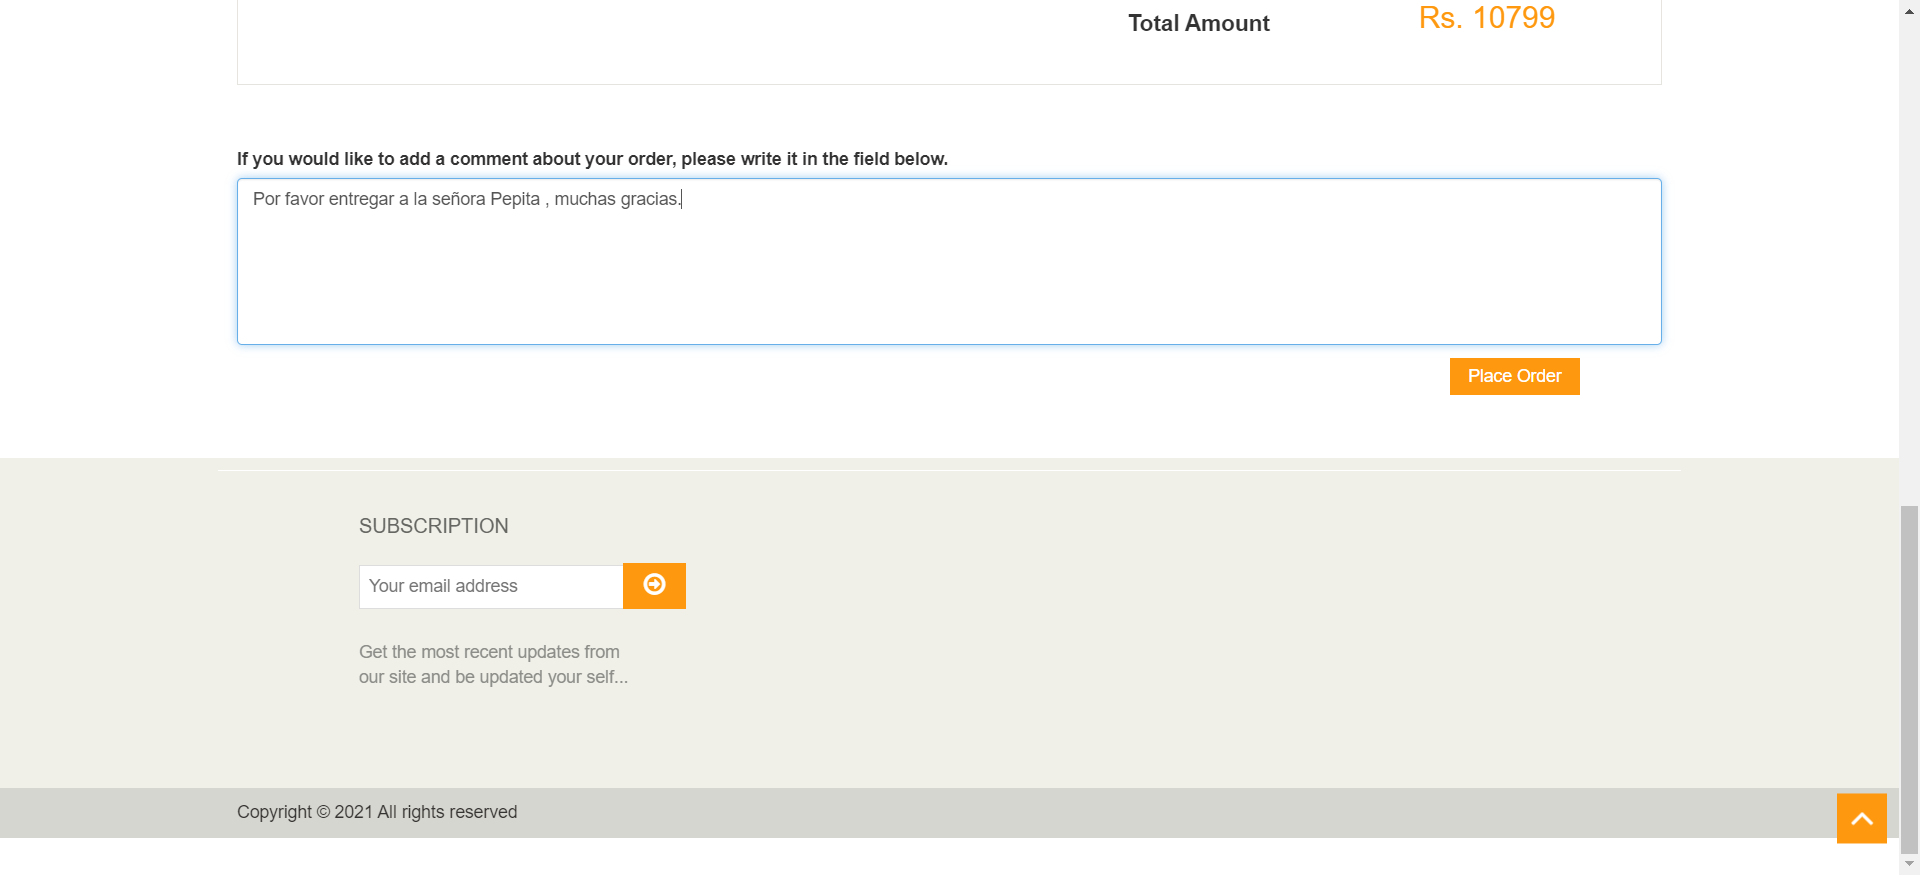 Total Amount Rs. 10799
If you would like to add a comment about your order, please write it in the field below.
Por favor entregar a la señora Pepita , muchas gracias.
Place Order
SUBSCRIPTION
Your email address
Get the most recent updates from
our site and be updated your self...
Copyright © 2021 All rights reserved